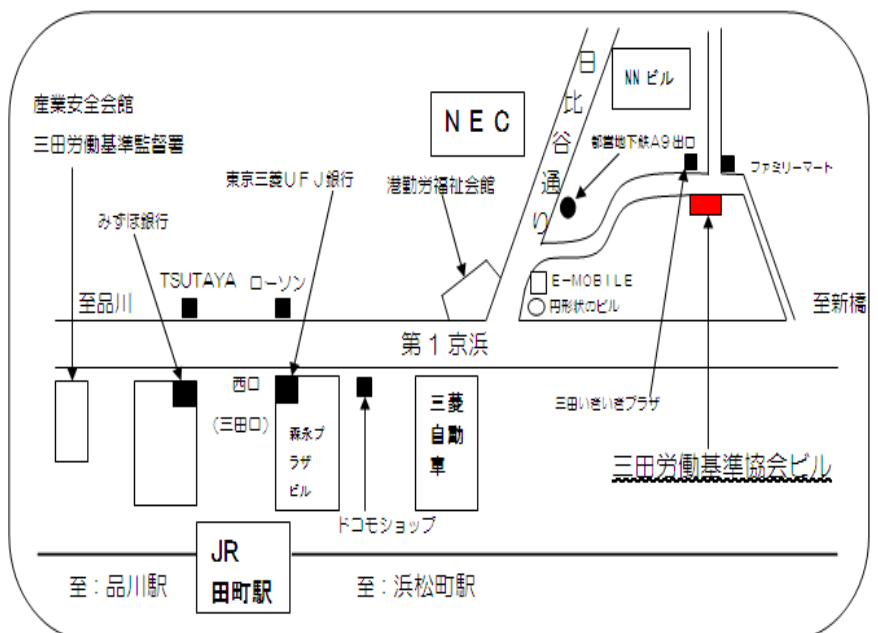 日比谷通り
NNビル
産業安全会館
三田労働基準監督署
NEC
都営地下鉄A9出口
ファミリーマート
東京三菱UFJ銀行
港勤労福祉会館
みずほ銀行
TSUTAYA
ローソン
E-MOBILE
円形状のビル
至品川
至新橋
第1京浜
西口
(三田口)
森永プ
ラザ
ビル
三菱
自動
車
三田いきいきプラザ
三田労働基準協会ビル
ドコモショップ
JR
田町駅
至:品川駅
至:浜松町駅